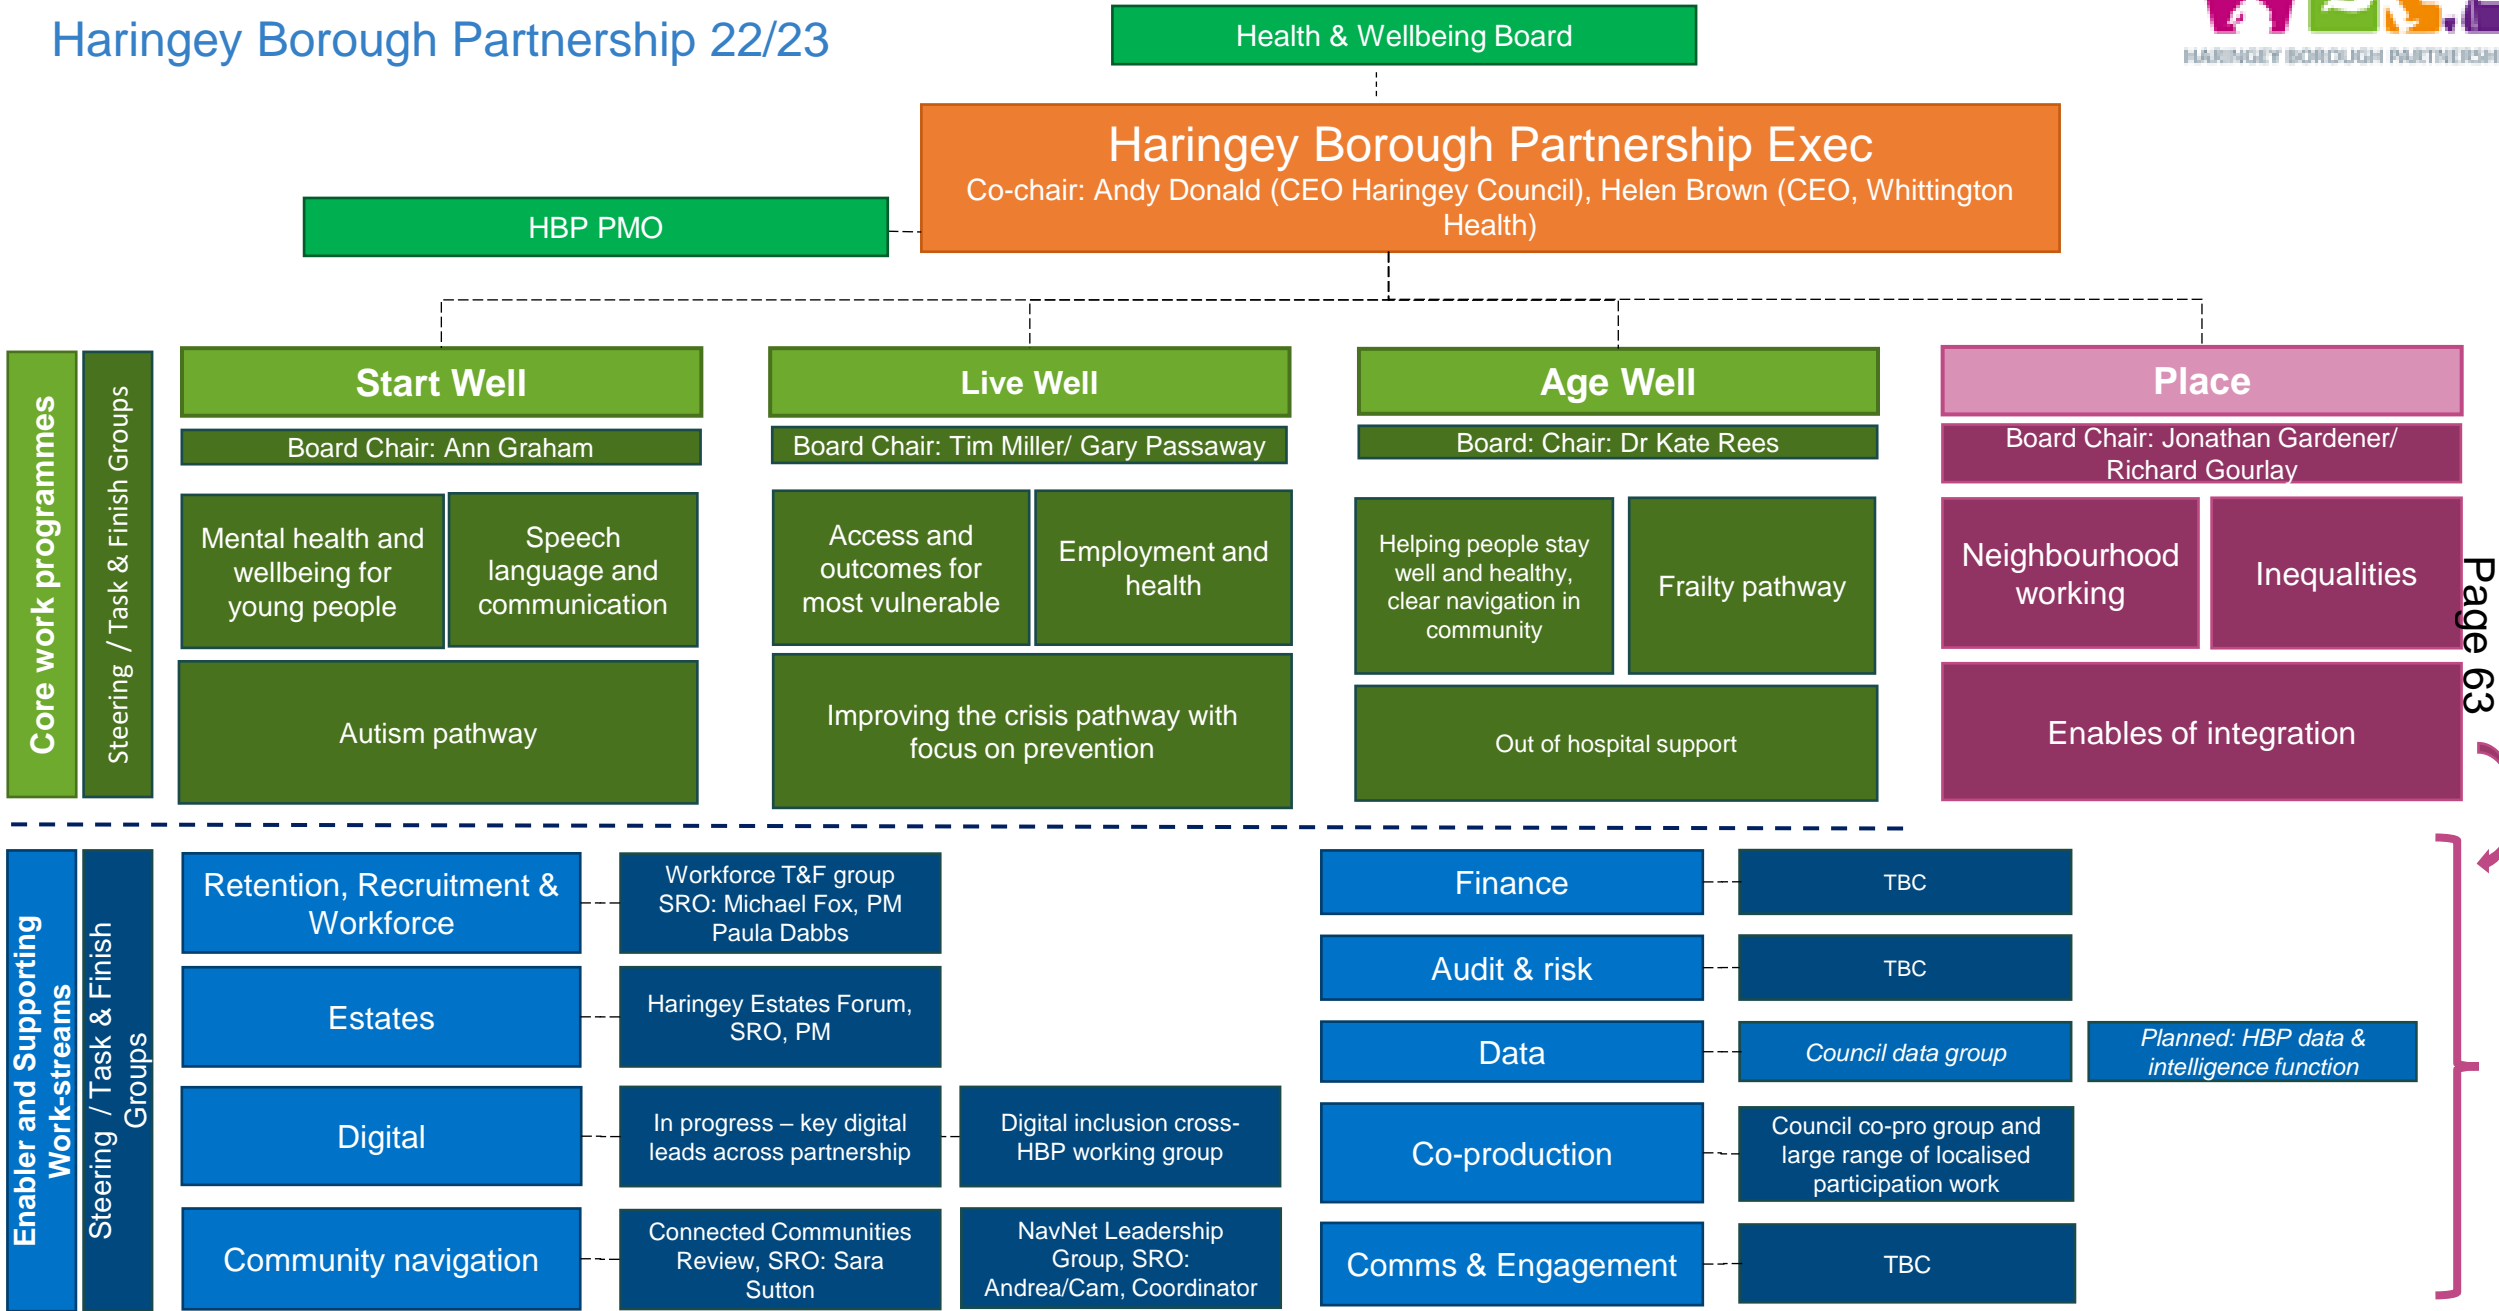 Haringey Borough Partnership 22/23
Health & Wellbeing Board
HARINGEY BOROUGH
Haringey Borough Partnership Exec
Co-chair: Andy Donald (CEO Haringey Council), Helen Brown (CEO, Whittington
Health)
HBP PMO
Core work programmes
Steering / Task & Finish Groups
Start Well
Board Chair: Ann Graham
Mental health and
wellbeing for
young people
Speech
language and
communication
Autism pathway
Live Well
Board Chair: Tim Miller/ Gary Passaway
Access and
outcomes for
most vulnerable
Employment and
health
Improving the crisis pathway with
focus on prevention
Age Well
Board: Chair: Dr Kate Rees
Helping people stay
well and healthy,
clear navigation in
community
Frailty pathway
Out of hospital support
Place
Board Chair: Jonathan Gardener/
Richard Gourlay
Neighbourhood
working
Inequalities
Enables of integration
Page 63
Enabler and Supporting
Work-streams
Steering / Task & Finish
Groups
Retention, Recruitment &
Workforce
Workforce T&F group
SRO: Michael Fox, PM
Paula Dabbs
Estates
Haringey Estates Forum,
SRO, PM
Digital
In progress – key digital
leads across partnership
Digital inclusion cross-
HBP working group
Community navigation
Connected Communities
Review, SRO: Sara
Sutton
NavNet Leadership
Group, SRO:
Andrea/Cam, Coordinator
Finance
TBC
Audit & risk
TBC
Data
Council data group
Planned: HBP data &
intelligence function
Co-production
Council co-pro group and
large range of localised
participation work
Comms & Engagement
TBC